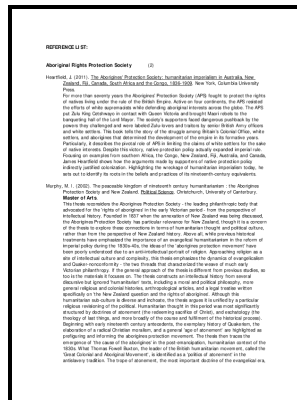 REFERENCE LIST:
Aboriginal Rights Protection Society (2)
Heartfield, J. (2011). The Aborigines' Protection Society: humanitarian imperialism in Australia, New
Zealand, Fiji, Canada, South Africa and the Congo, 1836-1909. New York, Columbia University
Press.
For more than seventy years the Aborigines' Protection Society (APS) fought to protect the rights
of natives living under the rule of the British Empire. Active on four continents, the APS resisted
the efforts of white supremacists while defending aboriginal interests across the globe. The APS
put Zulu King Cetshwayo in contact with Queen Victoria and brought Maori rebels to the
banqueting hall of the Lord Mayor. The society's supporters faced dangerous pushback by the
powers they challenged and were labeled Zulu-lovers and traitors by senior British Army officers
and white settlers. This book tells the story of the struggle among Britain's Colonial Office, white
settlers, and aborigines that determined the development of the empire in its formative years.
Particularly, it describes the pivotal role of APS in limiting the claims of white settlers for the sake
of native interests. Despite this victory, native protection policy actually expanded imperial rule.
Focusing on examples from southern Africa, the Congo, New Zealand, Fiji, Australia, and Canada,
James Heartfield shows how the arguments made by supporters of native protection policy
indirectly justified colonization. Highlighting the wreckage of humanitarian imperialism today, he
sets out to identify its roots in the beliefs and practices of its nineteenth-century equivalents.
Murphy, M. I. (2002). The peaceable kingdom of nineteenth century humanitarianism : the Aborigines
Protection Society and New Zealand. Political Science. Christchurch, University of Canterbury.
Master of Arts.
This thesis considers the Aborigines Protection Society - the leading philanthropic body that
advocated for the 'rights of aborigines' in the early Victorian period - from the perspective of
intellectual history. Founded in 1837 when the annexation of New Zealand was being discussed,
the Aborigines Protection Society has particular relevance for New Zealand, though it is a concern
of the thesis to explore those connections in terms of humanitarian thought and political culture,
rather than from the perspective of New Zealand history. Above all, while previous historical
treatments have emphasized the importance of an evangelical humanitarianism in the reform of
imperial policy during the 1830s-40s, the ideas of the 'aborigines protection movement' have
been poorly understood due to an antihistorical portrait of religion. Approaching religion as a
site of intellectual culture and complexity, this thesis emphasizes the dynamics of evangelicalism
and Quaker-nonconformity - the two threads that characterized the weave of much early
Victorian philanthropy. If the general approach of the thesis is different from previous studies, so
too is the materials it focuses on. The thesis constructs an intellectual history from several
discursive but ignored 'humanitarian' texts, including a moral and political philosophy, more
general religious and colonial histories, anthropological articles, and a legal treatise written
specifically on the New Zealand question and the rights of aborigines. Although this
humanitarian sub-culture is diverse and intricate, the thesis argues it is unified by a particular
religious reasoning of the political. Humanitarian thought in this period was most significantly
structured by doctrines of atonement (the redeeming sacrifice of Christ), and eschatology (the
theology of last things, and more broadly of the course and fulfilment of the historical process).
Beginning with early nineteenth century antecedents, the exemplary history of Quakerdom, the
elaboration of a radical Christian moralism, and a general 'age of atonement' are highlighted as
prefiguring and informing the aborigines protection movement. The thesis then traces the
emergence of 'the cause of the aborigines' in the post-emancipation, humanitarian context of the
1830s. What Thomas Fowell Buxton, the leader of the British humanitarian movement, called the
'Great Colonial and Aboriginal Movement', is identified as a 'political of atonement' in the
antislavery tradition. The trope of atonement, the most important doctrine of the evangelical era,